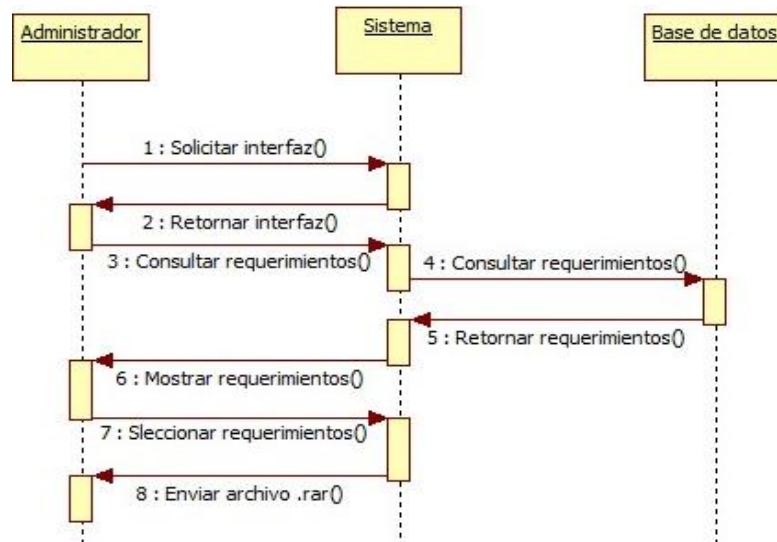 Administrador
Sistema
Base de datos
1 : Solicitar interfaz()
2 : Retornar interfaz()
3 : Consultar requerimientos()
4 : Consultar requerimientos()
5 : Retornar requerimientos()
6 : Mostrar requerimientos()
7 : Sleccionar requerimientos()
8 : Enviar archivo .rar()